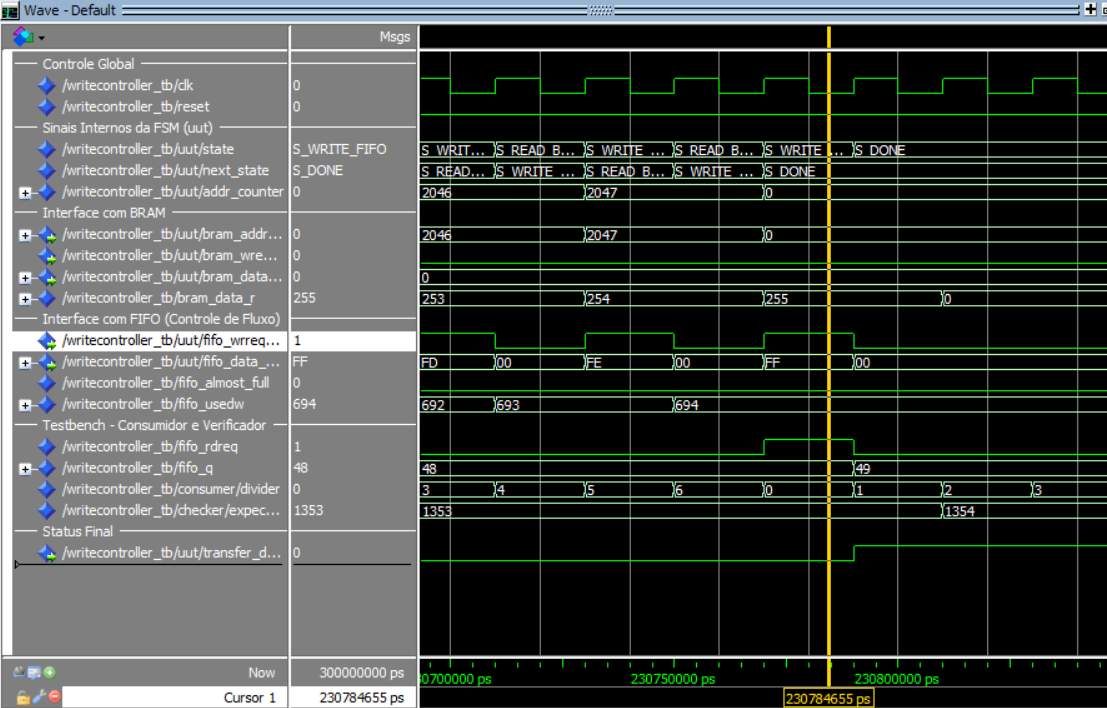 Wave - Default
Msgs
Controle Global
/writecontroller_tb/clk 0
/writecontroller_tb/reset 0
Sinais Internos da FSM (uut)
/writecontroller_tb/uut/state S_WRITE_FIFO S_WRIT... S_READ_B... S_WRITE_... S_READ_B... S_WRITE_... S_DONE
/writecontroller_tb/uut/next_state S_DONE S_READ... S_WRITE_... S_READ_B... S_WRITE_... S_DONE
/writecontroller_tb/uut/addr_counter 0 2046 2047 0
Interface com BRAM
/writecontroller_tb/uut/bram_addr... 0 2046 2047 0
/writecontroller_tb/uut/bram_wre... 0
/writecontroller_tb/uut/bram_data... 0 0
/writecontroller_tb/bram_data_r 255 253 254 255 0
Interface com FIFO (Controle de Fluxo)
/writecontroller_tb/uut/fifo_wrreq... 1
/writecontroller_tb/uut/fifo_data_... FF FD 00 FE 00 FF 00
/writecontroller_tb/fifo_almost_full 0
/writecontroller_tb/fifo_usedw 694 692 693 694
Testbench - Consumidor e Verificador
/writecontroller_tb/fifo_rdreq 1
/writecontroller_tb/fifo_q 48 48 49
/writecontroller_tb/consumer/divider 0 3 4 5 6 0 1 2 3
/writecontroller_tb/checker/expec... 1353 1353 1354
Status Final
/writecontroller_tb/uut/transfer_d... 0
Now 300000000 ps 0700000 ps 230750000 ps 230800000 ps
Cursor 1 230784655 ps 230784655 ps